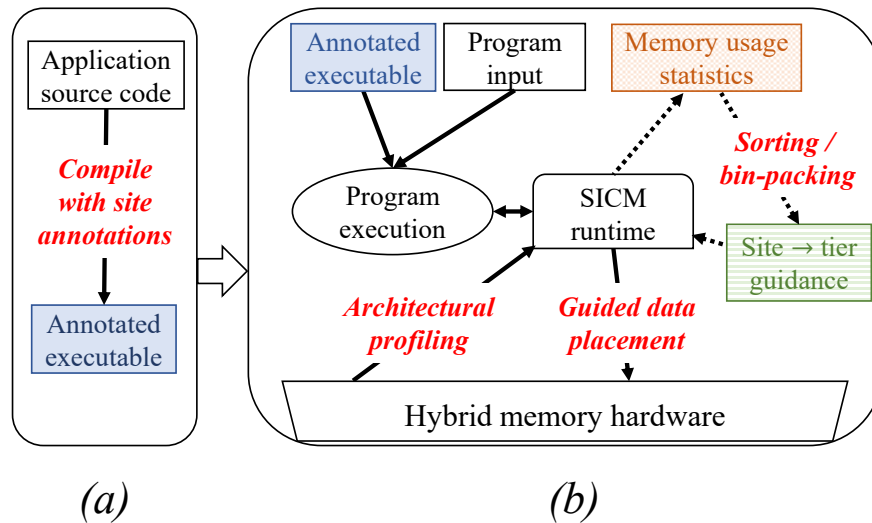 Application
source code
Compile
with site
annotations
Annotated
executable
(a)
Annotated
executable
Program
input
Memory usage
statistics
Sorting /
bin-packing
Program
execution
SICM
runtime
Site → tier
guidance
Architectural
profiling
Guided data
placement
Hybrid memory hardware
(b)